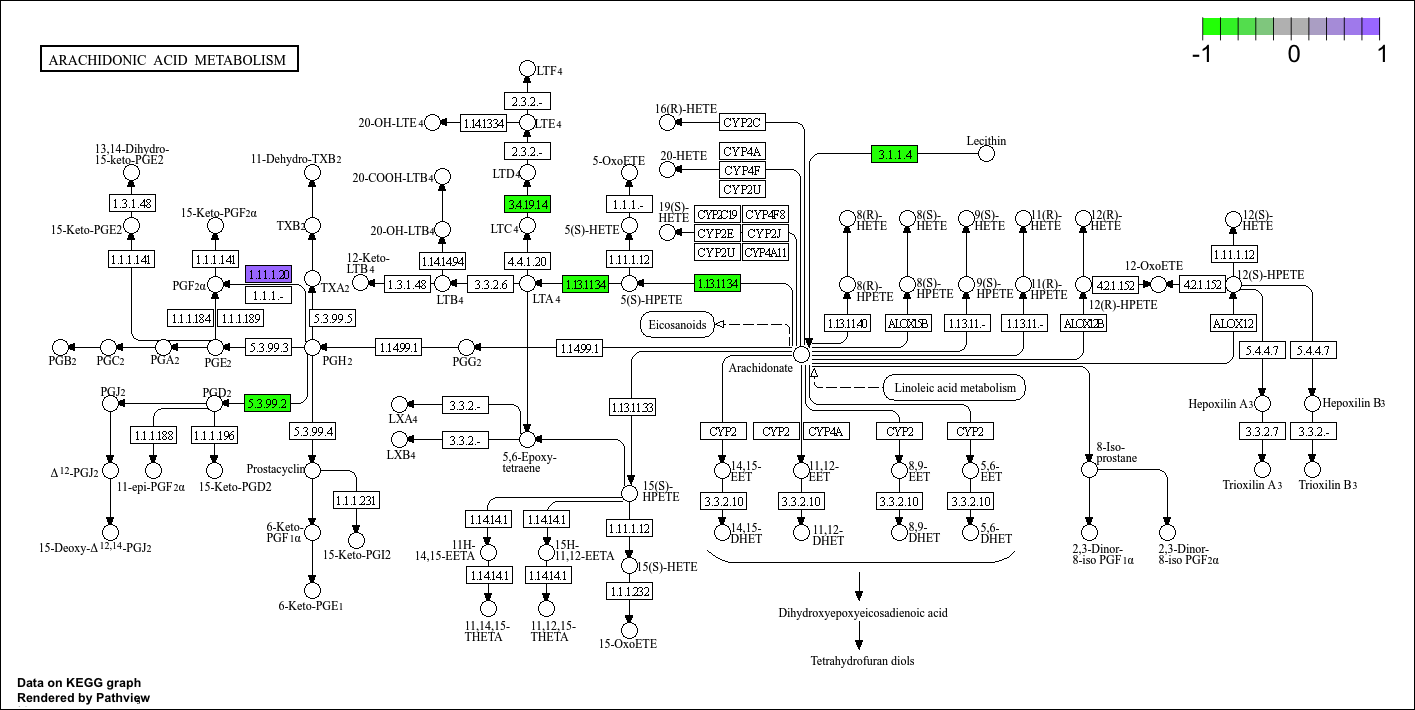 ARACHIDONIC ACID METABOLISM
-1 0 1
LTF4
2.3.2.-
20-OH-LTE4
1.14.13.34
LTE4
2.3.2.-
LTD4
3.4.19.14
LTC4
4.4.1.20
LTA4
16(R)-HETE
CYP2C
20-HETE
CYP4A
CYP4F
CYP2U
19(S)-
HETE
CYP2C19
CYP4F8
CYP2E
CYP2J
CYP2U
CYP4A11
3.1.1.4
Lecithin
13,14-Dihydro-
15-keto-PGE2
1.3.1.48
15-Keto-PGE2
1.1.1.141
15-Keto-PGF2α
1.1.1.141
PGF2α
1.11.1.20
1.1.1.-
1.1.1.184
1.1.1.189
11-Dehydro-TXB2
TXB2
TXA2
5.3.99.5
20-COOH-LTB4
20-OH-LTB4
1.14.14.94
12-Keto-
LTB4
1.3.1.48
LTB4
3.3.2.6
1.13.11.34
5-OxoETE
1.1.1.-
5(S)-HETE
1.11.1.12
5(S)-HPETE
1.13.11.34
Eicosanoids
8(R)-
HETE
8(S)-
HETE
9(S)-
HETE
11(R)-
HETE
12(R)-
HETE
12(S)-
HETE
8(R)-
HPETE
8(S)-
HPETE
9(S)-
HPETE
11(R)-
HPETE
12(R)-HPETE
4.2.1.152
12-OxoETE
4.2.1.152
1.11.1.12
12(S)-HPETE
1.13.11.40
ALOX15B
1.13.11.-
1.13.11.-
ALOX12B
ALOX12
PGB2
PGC2
PGA2
PGE2
5.3.99.3
PGH2
1.14.99.1
PGG2
1.14.99.1
Arachidonate
Linoleic acid metabolism
5.4.4.7
5.4.4.7
Hepoxilin A3
Hepoxilin B3
3.3.2.7
3.3.2.-
Trioxilin A3
Trioxilin B3
PGJ2
PGD2
5.3.99.2
1.1.1.188
1.1.1.196
5.3.99.4
Δ12-PGJ2
11-epi-PGF2α
15-Keto-PGD2
Prostacyclin
1.1.1.231
15-Deoxy-Δ12,14-PGJ2
6-Keto-
PGF1α
15-Keto-PGI2
6-Keto-PGE1
LXA4
3.3.2.-
LXB4
3.3.2.-
5,6-Epoxy-
tetraene
1.13.11.33
15(S)-
HPETE
1.14.14.1
1.14.14.1
1.11.1.12
11H-
14,15-EETA
15H-
11,12-EETA
15(S)-HETE
1.14.14.1
1.14.14.1
1.1.1.232
11,14,15-
THETA
11,12,15-
THETA
15-OxoETE
CYP2
CYP2
CYP4A
CYP2
CYP2
14,15-
EET
11,12-
EET
8,9-
EET
5,6-
EET
3.3.2.10
3.3.2.10
3.3.2.10
3.3.2.10
14,15-
DHET
11,12-
DHET
8,9-
DHET
5,6-
DHET
8-Iso-
prostane
2,3-Dinor-
8-iso PGF1α
2,3-Dinor-
8-iso PGF2α
Dihydroxyepoxyeicosadienoic acid
Tetrahydrofuran diols
Data on KEGG graph
Rendered by Pathview